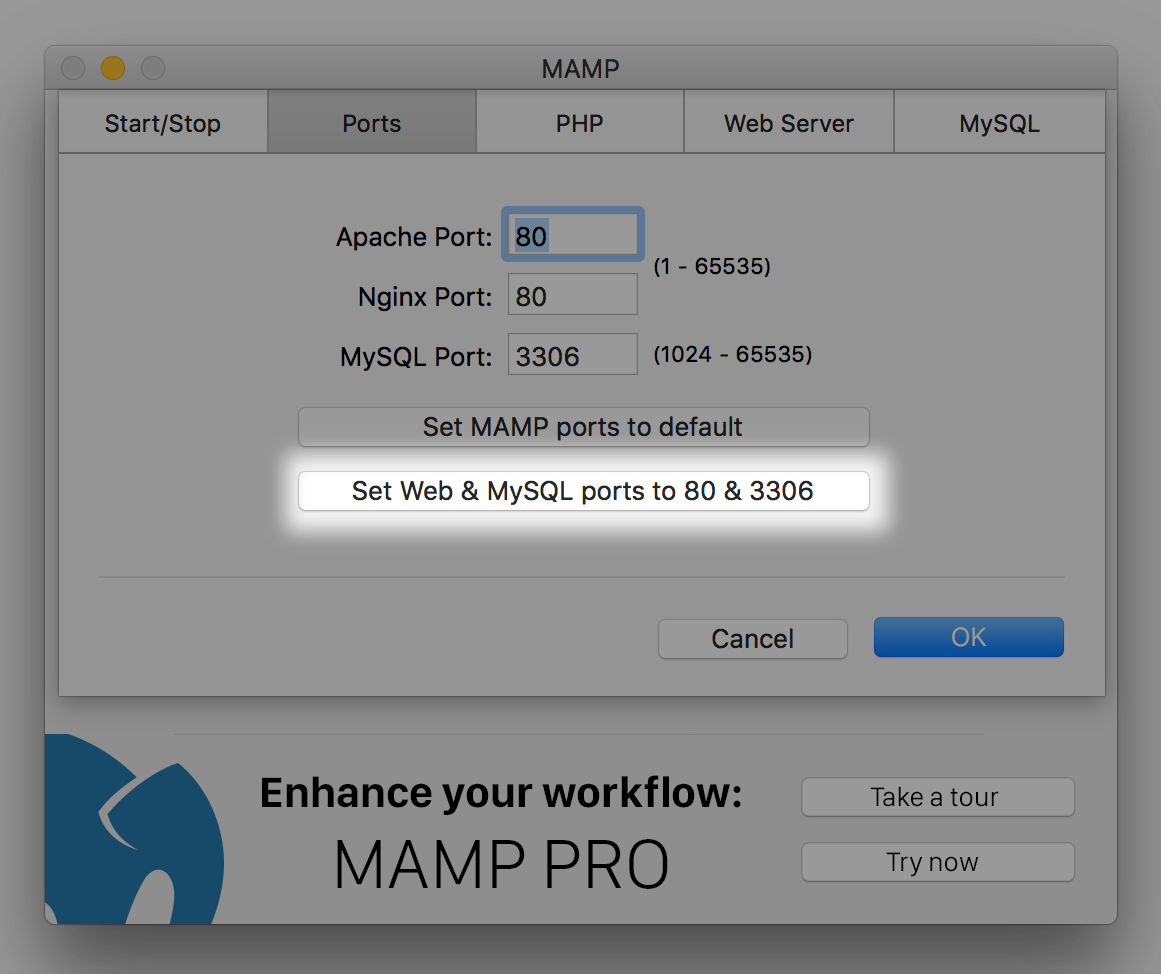 MAMP
Start/Stop Ports PHP Web Server MySQL
Apache Port: 80
(1 - 65535)
Nginx Port: 80
MySQL Port: 3306 (1024 - 65535)
Set MAMP ports to default
Set Web & MySQL ports to 80 & 3306
Cancel OK
Enhance your workflow:
MAMP PRO
Take a tour
Try now